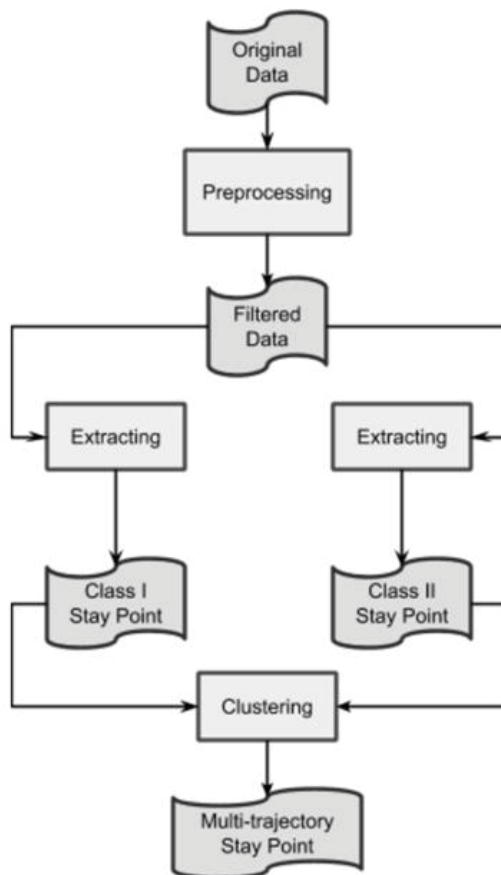 Original
Data
Preprocessing
Filtered
Data
Extracting
Extracting
Class I
Stay Point
Class II
Stay Point
Clustering
Multi-trajectory
Stay Point